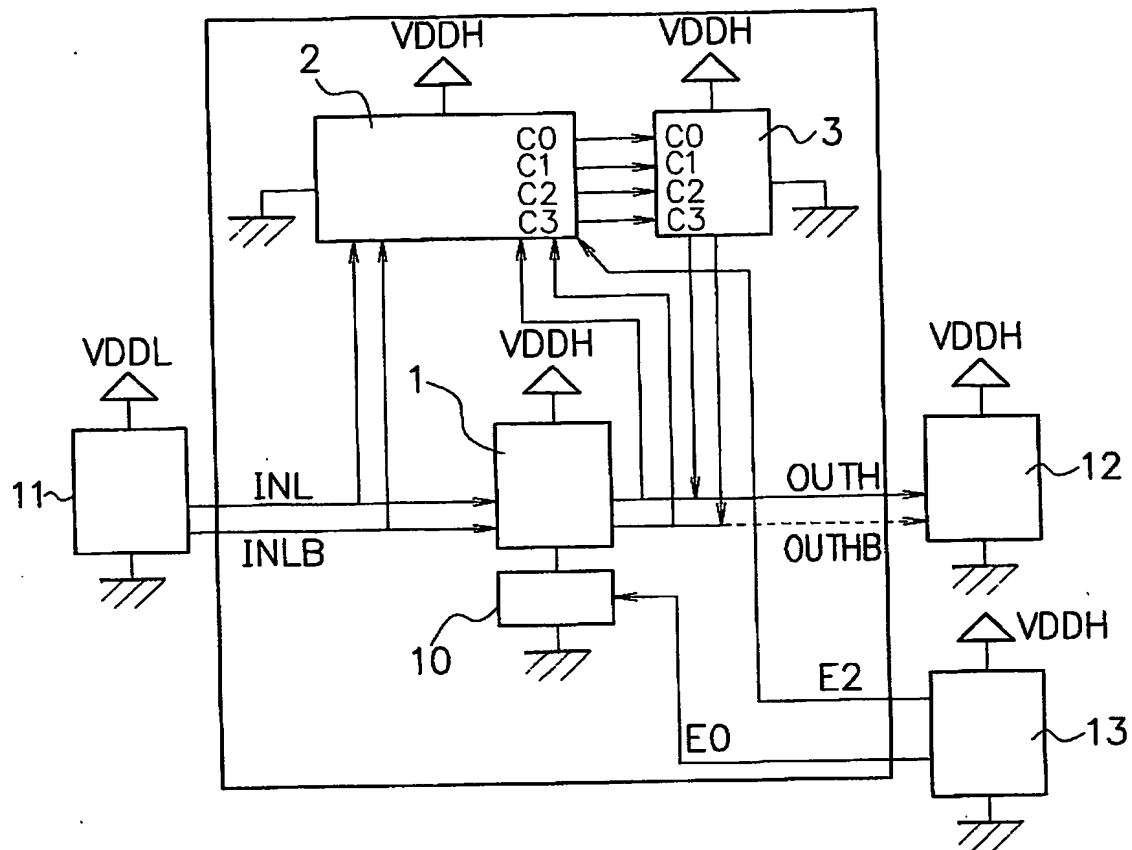 VDDH
VDDH
2
3
C0
C0
C1
C1
C2
C2
C3
C3
VDDL
VDDH
VDDH
1
11
12
INL
OUTH
INLB
OUTHB
10
VDDH
E2
E0
13